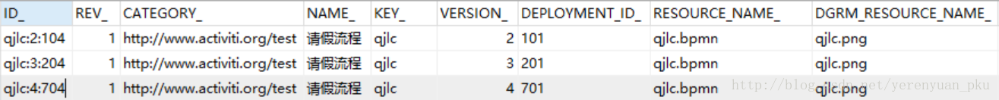 ID_ REV_ CATEGORY_ NAME_ KEY_ VERSION_ DEPLOYMENT_ID_ RESOURCE_NAME_ DGRM_RESOURCE_NAME_
qjlc:2:104 1 http://www.activiti.org/test 请假流程 qjlc 2 101 qjlc.bpmn qjlc.png
qjlc:3:204 1 http://www.activiti.org/test 请假流程 qjlc 3 201 qjlc.bpmn qjlc.png
qjlc:4:704 1 http://www.activiti.org/test 请假流程 qjlc 4 701 qjlc.bpmn qjlc.png
http://blog.csdn.net/yerenyuan_pku